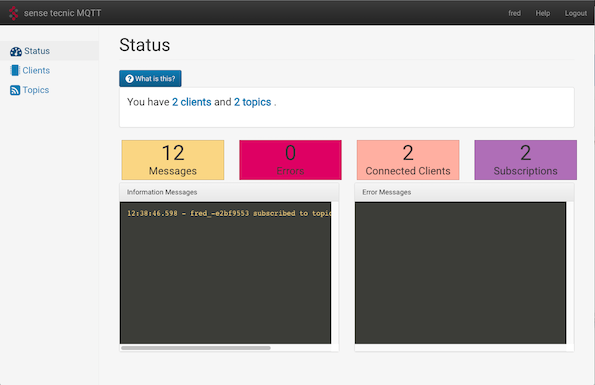 sense tecnic MQTT
fred Help Logout
Status
Clients
Topics
Status
What is this?
You have 2 clients and 2 topics .
12
Messages
0
Errors
2
Connected Clients
2
Subscriptions
Information Messages
12:38:46.598 - fred_-e2bf9553 subscribed to topic
Error Messages